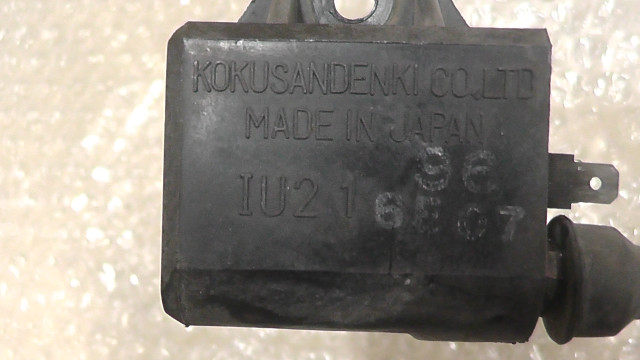 KOKUSANDENKI CO.,LTD
MADE IN JAPAN
IU21